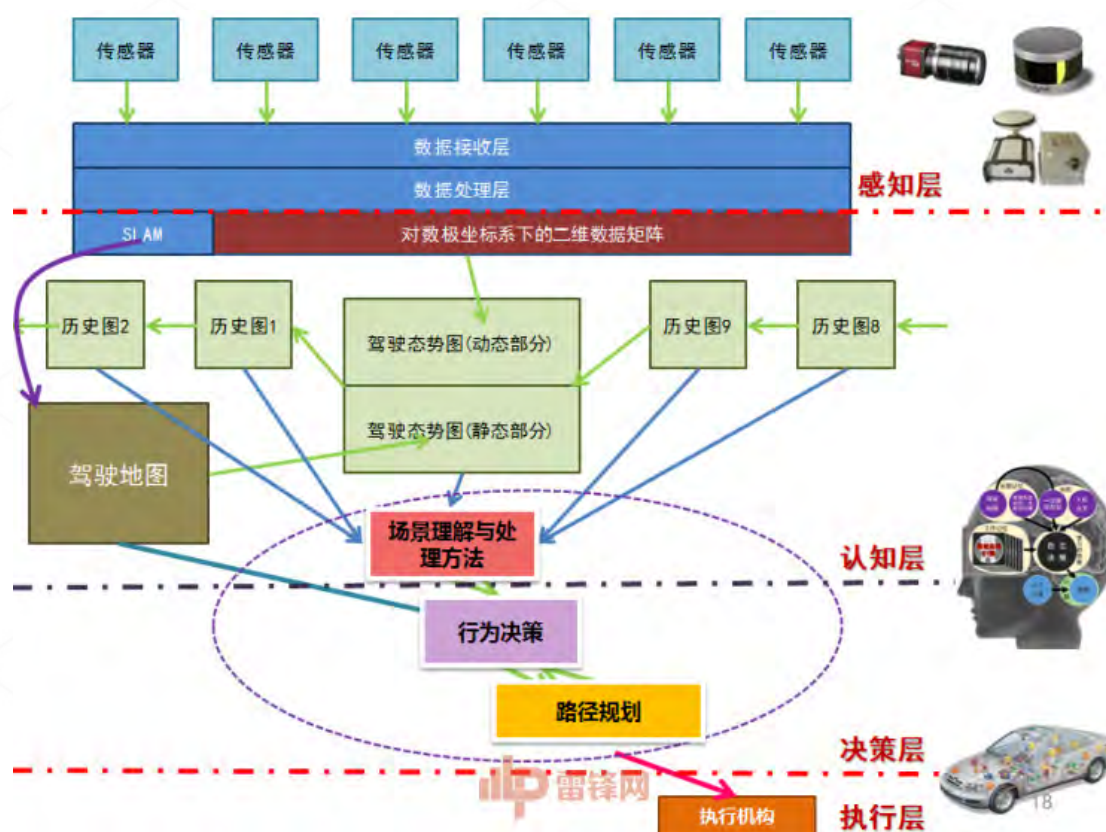 传感器
传感器
传感器
传感器
传感器
传感器
数据接收层
数据处理层
感知层
SLAM
对数极坐标系下的二维数据矩阵
历史图2
历史图1
驾驶态势图(动态部分)
历史图9
历史图8
驾驶态势图(静态部分)
驾驶地图
场景理解与处
理方法
认知层
行为决策
路径规划
决策层
雷锋网
18
执行机构
执行层